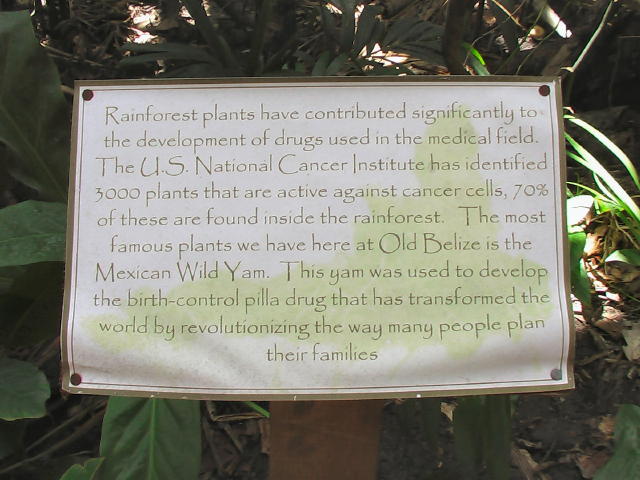 Rainforest plants have contributed significantly to
the development of drugs used in the medical field.
The U.S. National Cancer Institute has identified
3000 plants that are active against cancer cells, 70%
of these are found inside the rainforest. The most
famous plants we have here at Old Belize is the
Mexican Wild Yam. This yam was used to develop
the birth-control pilla drug that has transformed the
world by revolutionizing the way many people plan
their families